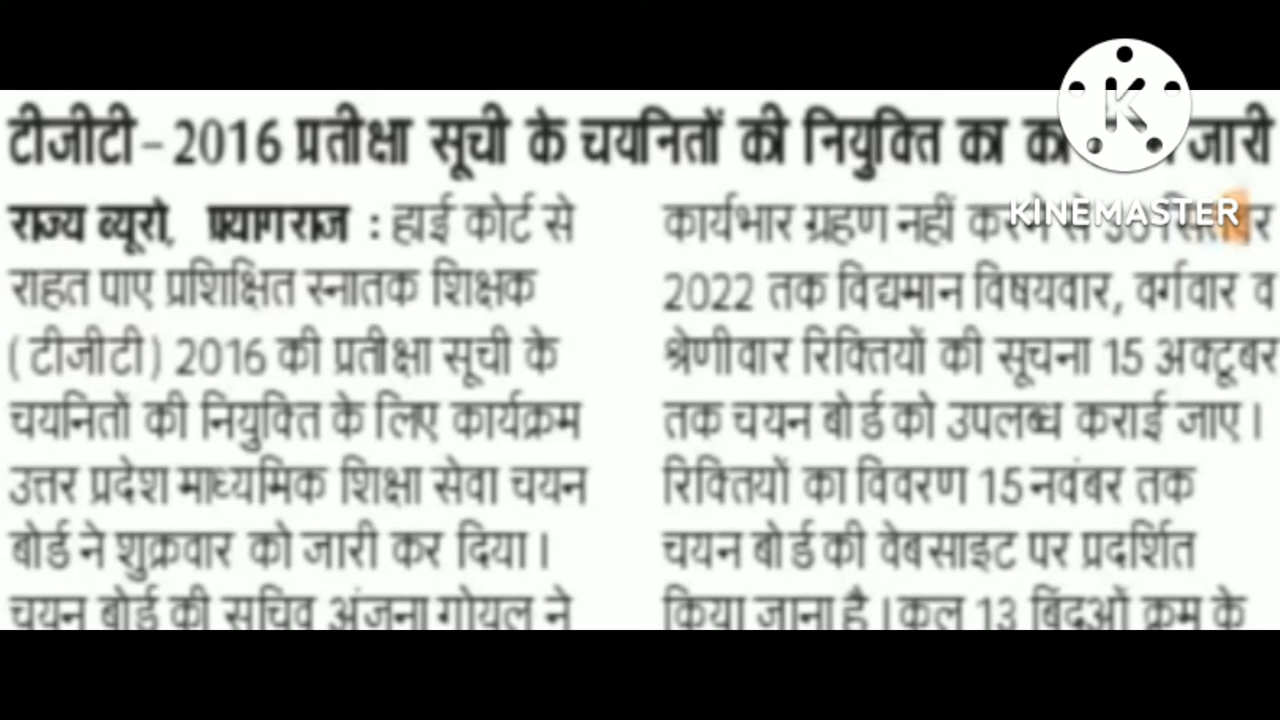 टीजीटी-2016 प्रतीक्षा सूची के चयनितों की नियुक्ति का जारी
राज्य ब्यूरो, प्रयागराज : हाई कोर्ट से
राहत पाए प्रशिक्षित स्नातक शिक्षक
(टीजीटी) 2016 की प्रतीक्षा सूची के
चयनितों की नियुक्ति के लिए कार्यक्रम
उत्तर प्रदेश माध्यमिक शिक्षा सेवा चयन
बोर्ड ने शुक्रवार को जारी कर दिया।
चयन बोर्ड की सचिव अंजना गोयल ने
कार्यभार ग्रहण नहीं करने से 30
2022 तक विद्यमान विषयवार, वर्गवार व
श्रेणीवार रिक्तियों की सूचना 15 अक्टूबर
तक चयन बोर्ड को उपलब्ध कराई जाए।
रिक्तियों का विवरण 15 नवंबर तक
चयन बोर्ड की वेबसाइट पर प्रदर्शित
किया जाना है। कुल 13 बिंदुओं क्रम के
KINEMASTER